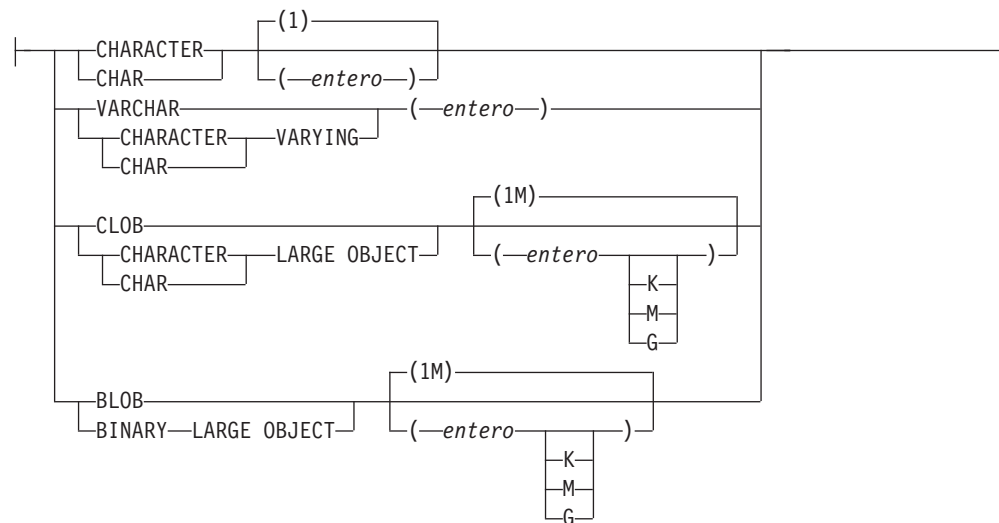 (1)
CHARACTER
CHAR ( entero )
VARCHAR ( entero )
CHARACTER VARYING
CHAR
(1M)
CLOB
CHARACTER LARGE OBJECT ( entero )
CHAR K
M
G
(1M)
BLOB
BINARY LARGE OBJECT ( entero )
K
M
G